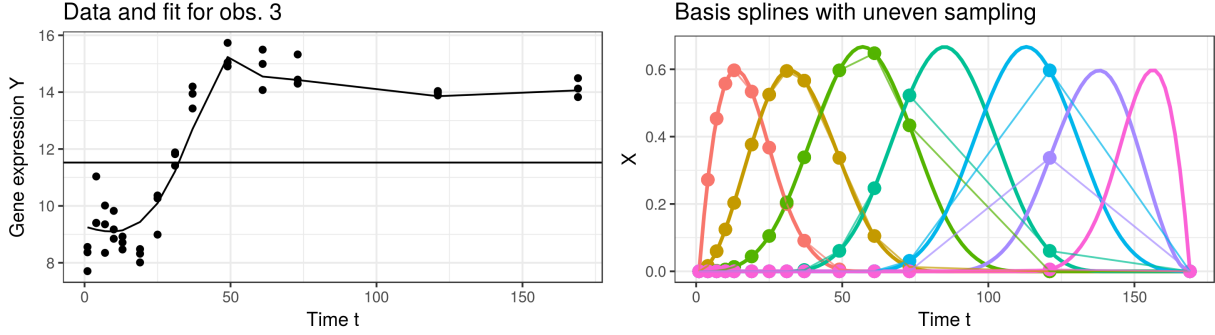 Data and fit for obs. 3
Gene expression Y
16
14
12
10
8
0
50
100
150
Time t
Basis splines with uneven sampling
X
0.6
0.4
0.2
0.0
0
50
100
150
Time t